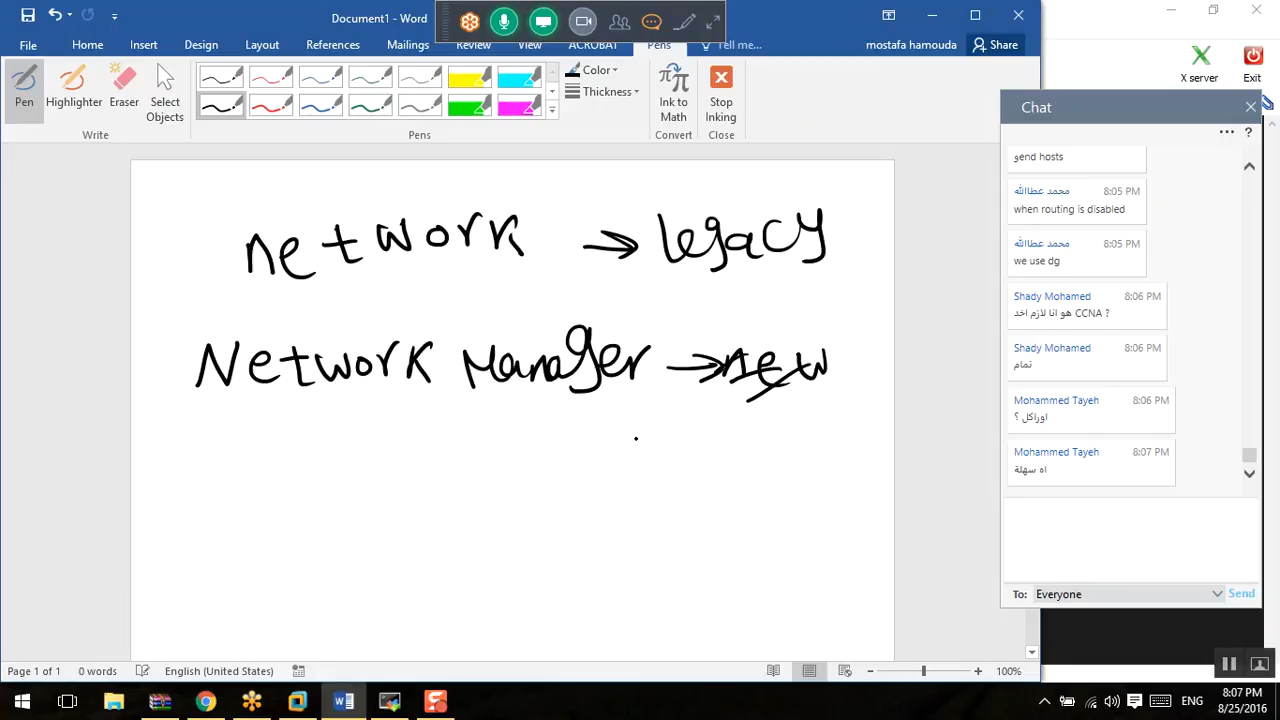 Document1 - Word
File
Home
Insert
Design
Layout
References
Mailings
Review
View
ACROBAT
Pens
Tell me...
mostafa hamouda
Share
X server
Exit
Pen
Highlighter
Eraser
Select Objects
Color
Thickness
Ink to Math
Stop Inking
Write
Pens
Convert
Close
network → legacy
Network Manager → new
Chat
وend hosts
محمد عطاالله 8:05 PM
when routing is disabled
محمد عطاالله 8:05 PM
we use dg
Shady Mohamed 8:06 PM
هو انا لازم اخد CCNA ?
Shady Mohamed 8:06 PM
تمام
Mohammed Tayeh 8:06 PM
اوراكل ؟
Mohammed Tayeh 8:07 PM
اه سهلة
To: Everyone
Send
Page 1 of 1
0 words
English (United States)
100%
ENG
8:07 PM
8/25/2016